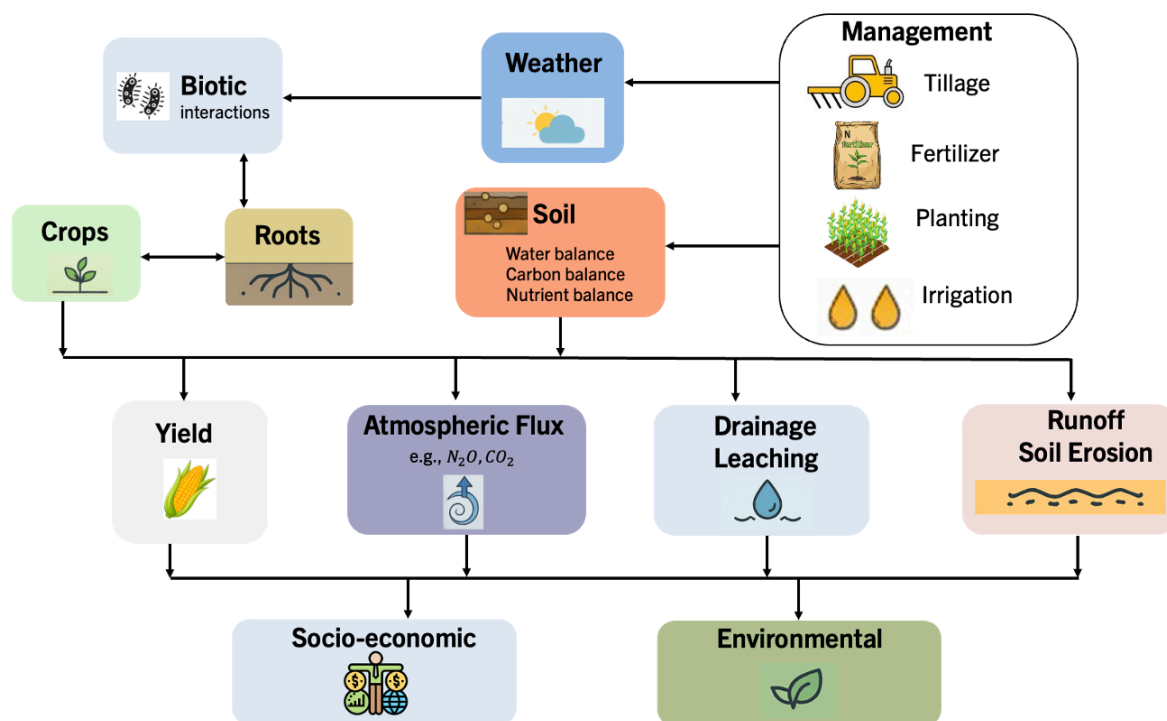 Management
Tillage
N
fertilizer
Fertilizer
Planting
Irrigation
Weather
Biotic
interactions
Crops
Roots
Soil
Water balance
Carbon balance
Nutrient balance
Yield
Atmospheric Flux
e.g., N₂O, CO₂
Drainage
Leaching
Runoff
Soil Erosion
Socio-economic
$ $
Environmental